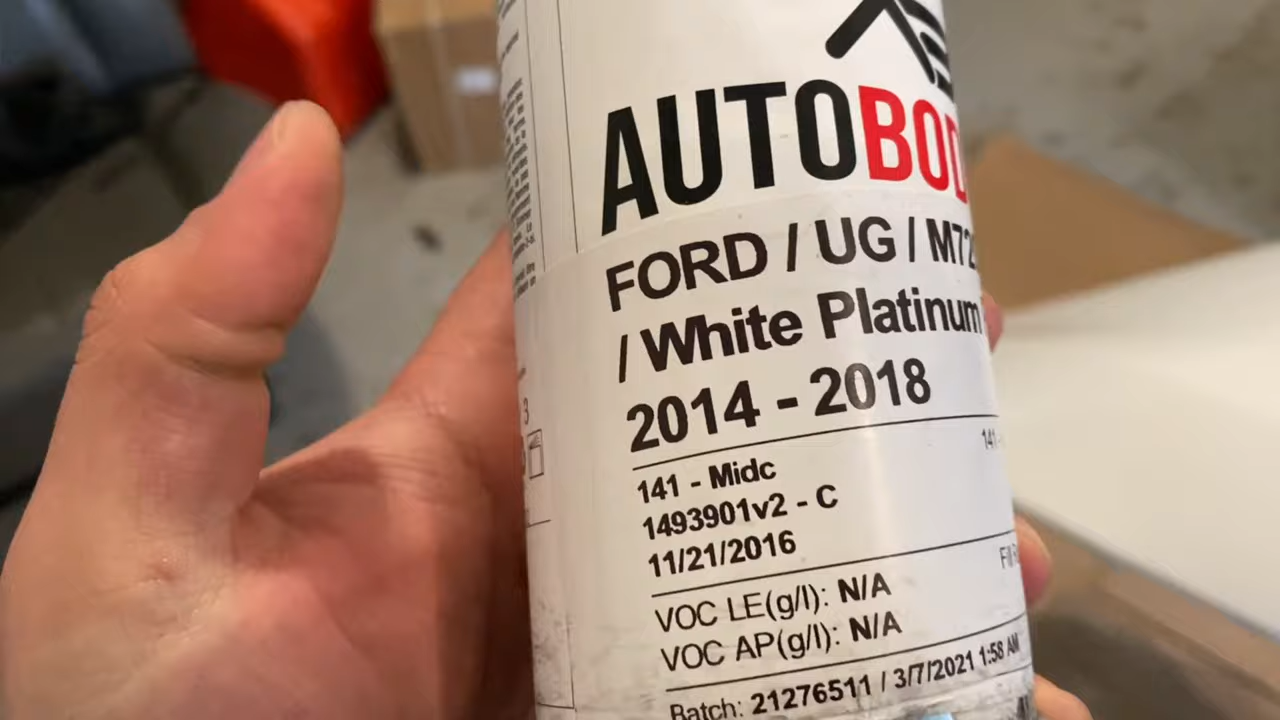 AUTOBOD
FORD / UG / M72
/ White Platinum
2014 - 2018
141 - Midc
1493901v2 - C
11/21/2016
VOC LE(g/l): N/A
VOC AP(g/l): N/A
Batch: 21276511 / 3/7/2021 1:58 AM